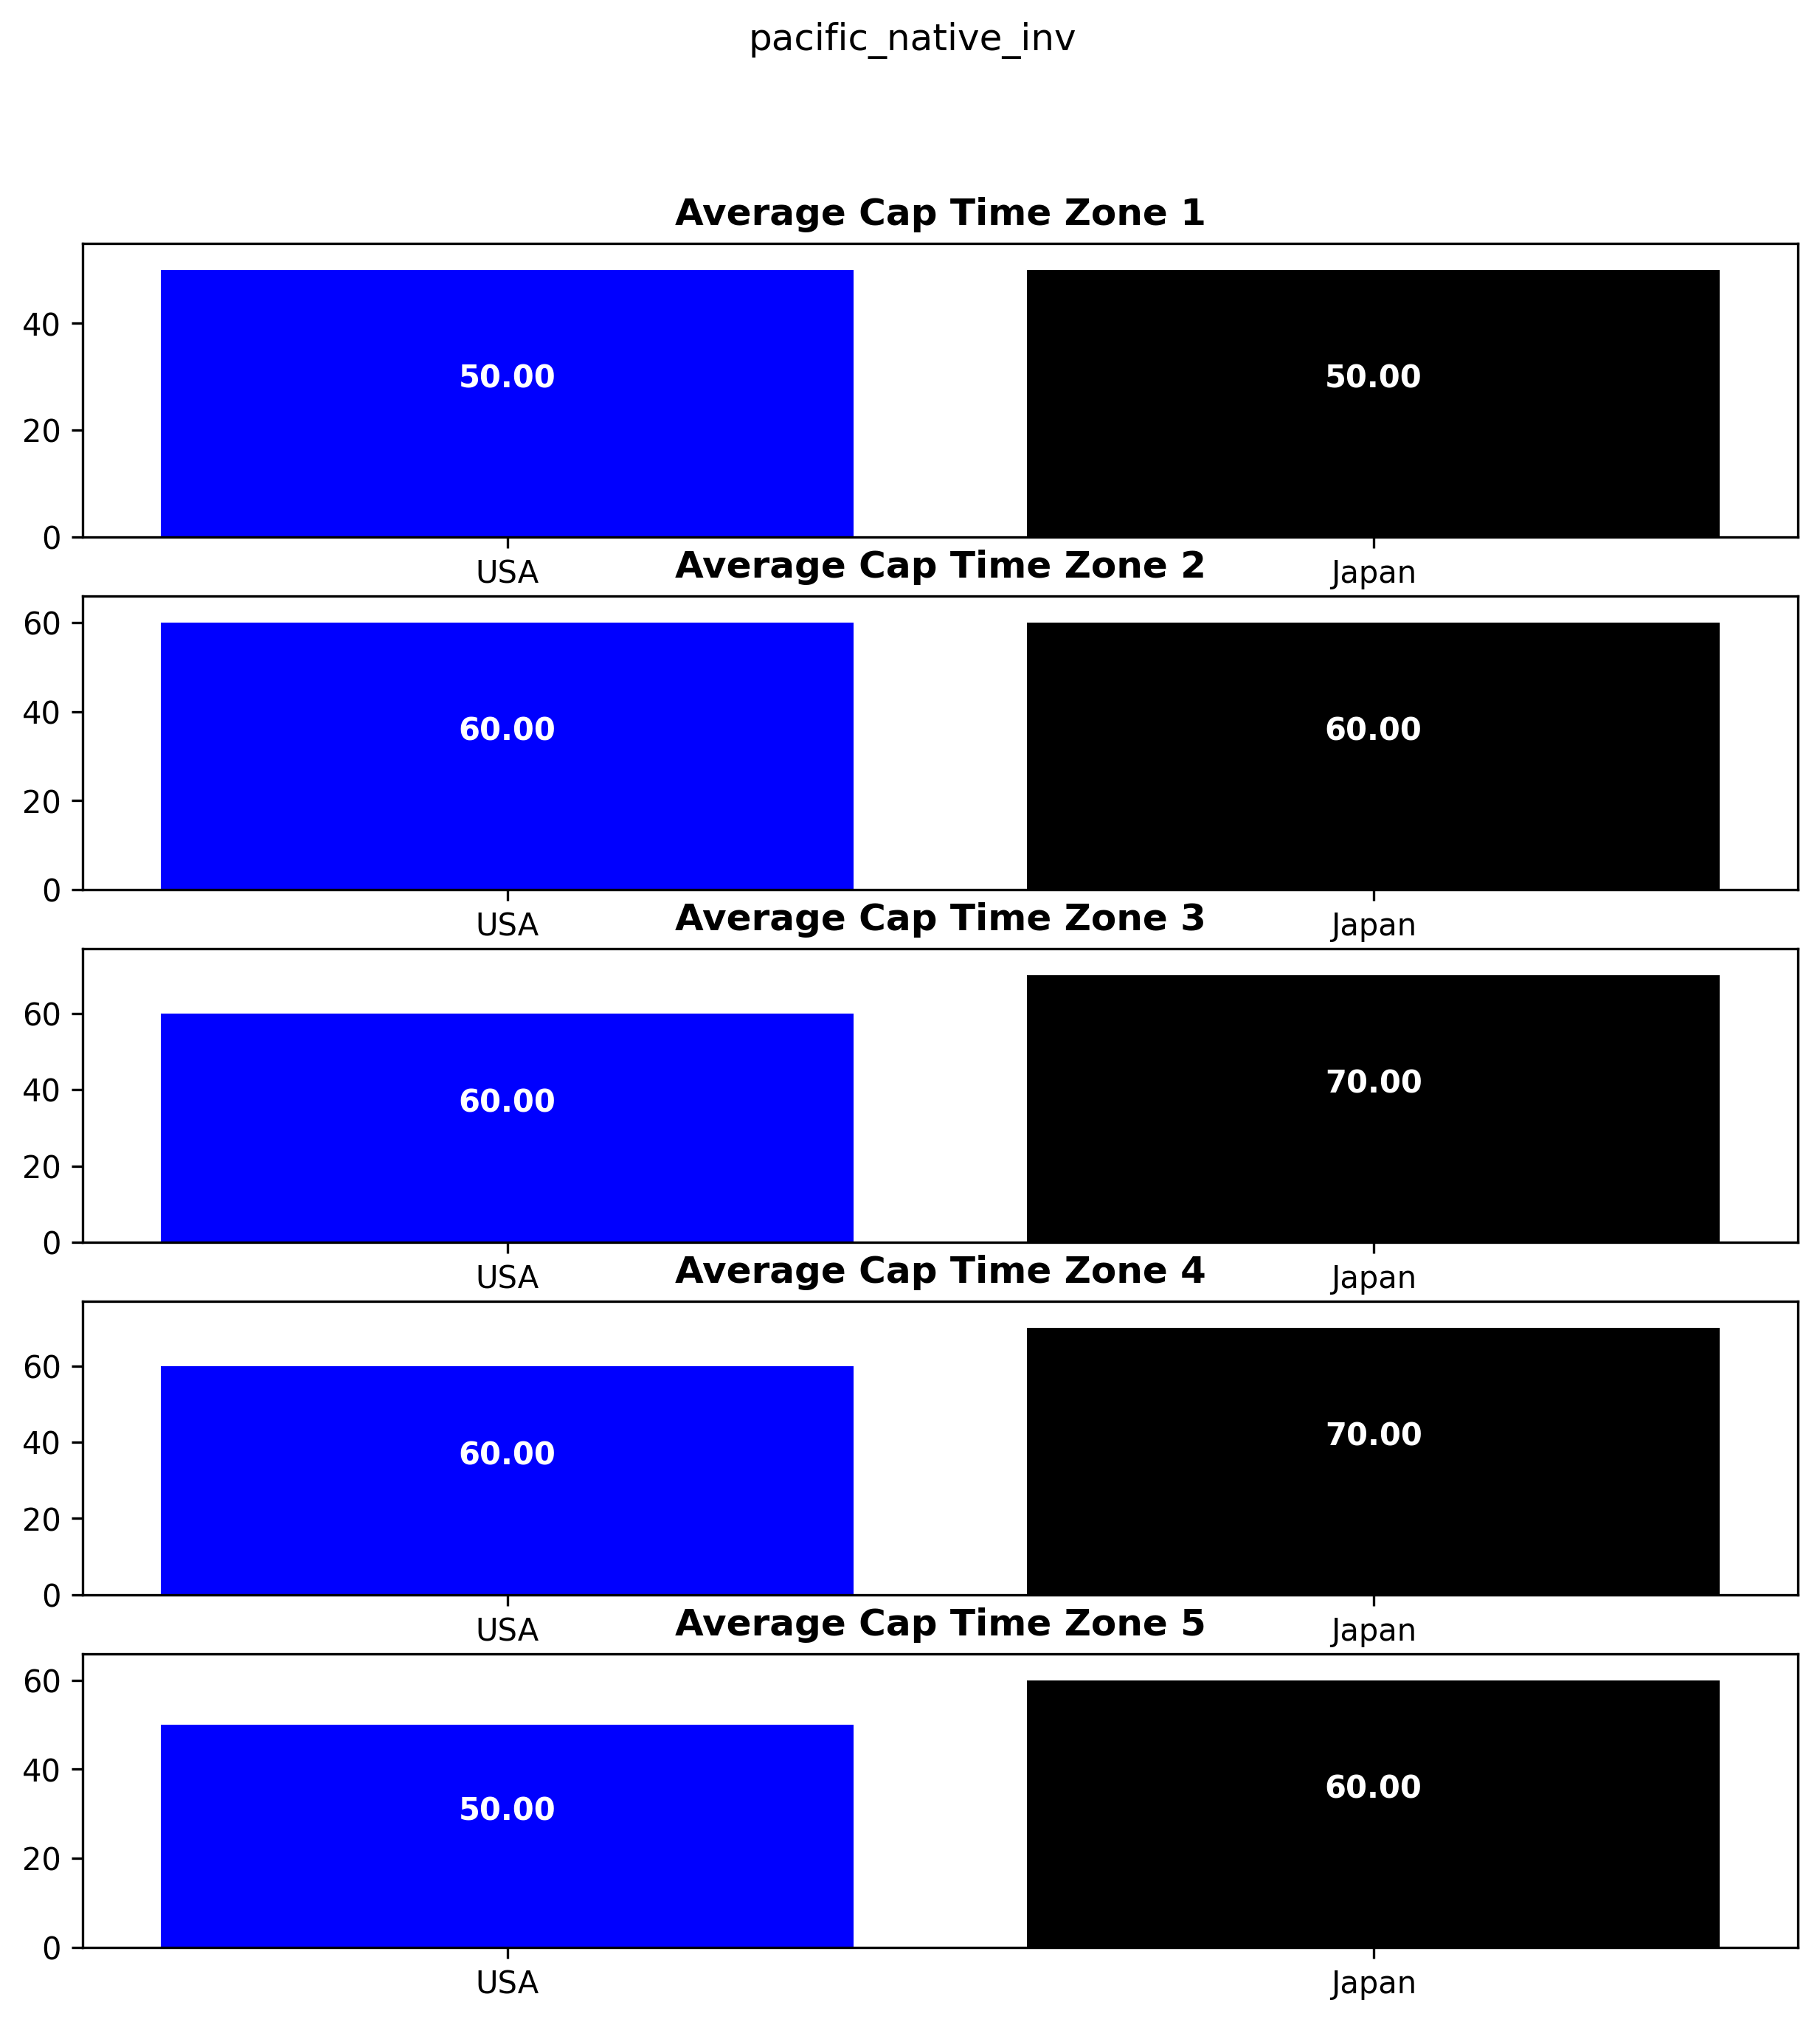 pacific_native_inv
Average Cap Time Zone 1
40
20
0
50.00 50.00
USA Japan
Average Cap Time Zone 2
60
40
20
0
60.00 60.00
USA Japan
Average Cap Time Zone 3
60
40
20
0
60.00 70.00
USA Japan
Average Cap Time Zone 4
60
40
20
0
60.00 70.00
USA Japan
Average Cap Time Zone 5
60
40
20
0
50.00 60.00
USA Japan